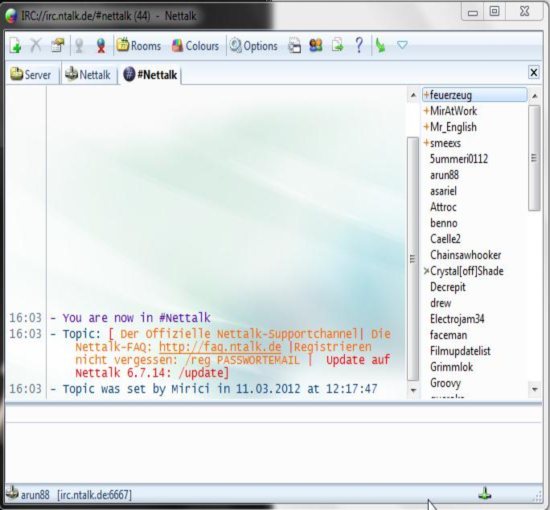 IRC://irc.ntalk.de/#nettalk (44) - Nettalk
Rooms Colours Options
Server Nettalk #Nettalk
16:03 - You are now in #Nettalk
16:03 - Topic: [ Der Offizielle Nettalk-Supportchannel| Die
Nettalk-FAQ: http://faq.ntalk.de |Registrieren
nicht vergessen: /reg PASSWORTEMAIL | Update auf
Nettalk 6.7.14: /update]
16:03 - Topic was set by Mirici in 11.03.2012 at 12:17:47
+feuerzeug
+MirAtWork
+Mr_English
+smeexs
5ummeri0112
arun88
asariel
Attroc
benno
Caelle2
Chainsawhooker
×Crystal[off]Shade
Decrepit
drew
Electrojam34
faceman
Filmupdatelist
Grimmlok
Groovy
arun88 [irc.ntalk.de:6667]